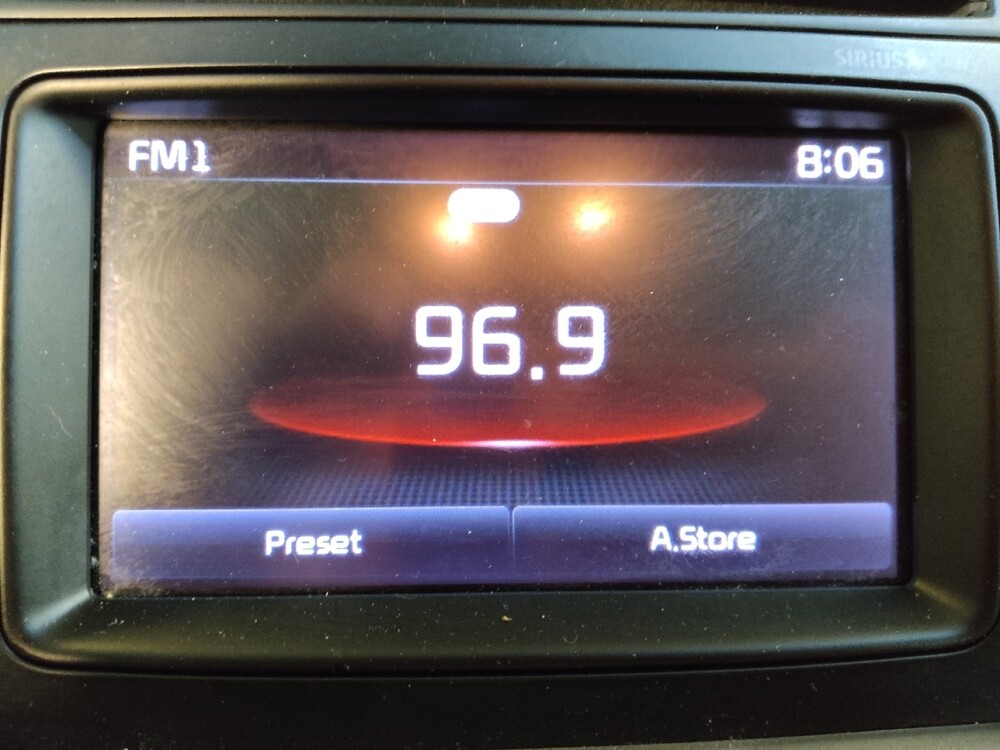 SIRIUS
FM1
8:06
96.9
Preset
A.Store